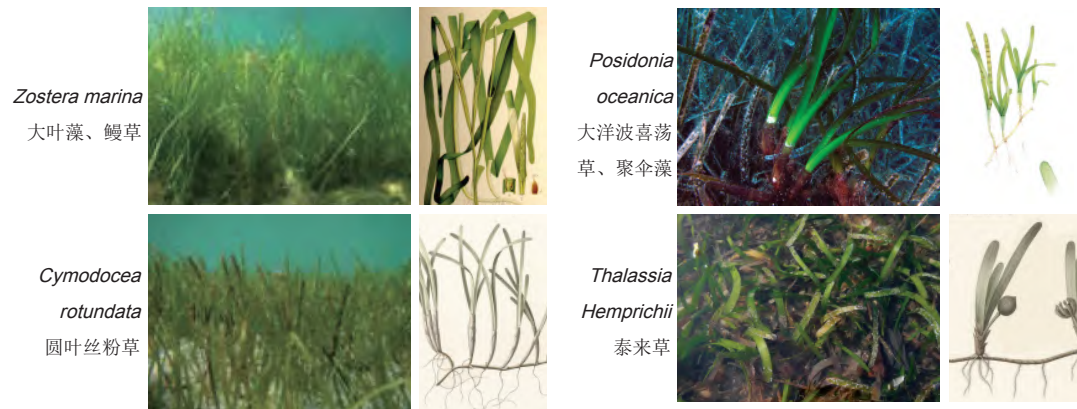 Zostera marina
大叶藻、鳗草
Posidonia
oceanica
大洋波喜荡
草、聚伞藻
Cymodocea
rotundata
圆叶丝粉草
Thalassia
Hemprichii
泰来草